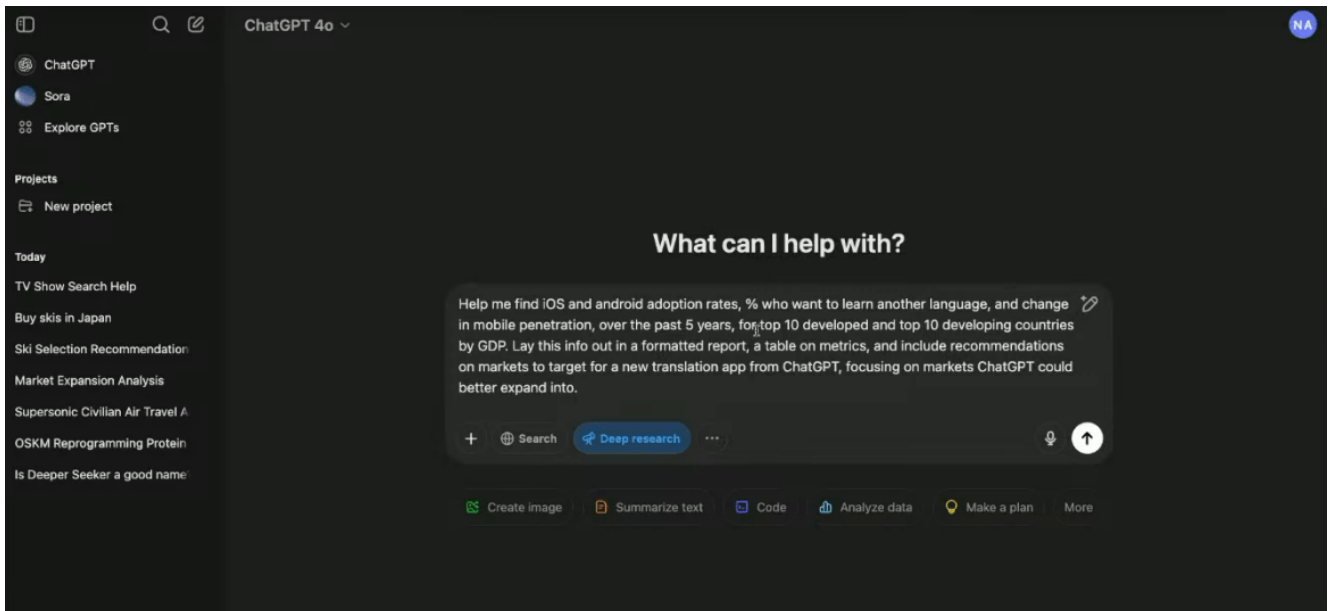 ChatGPT 4o
NA
ChatGPT
Sora
Explore GPTs
Projects
New project
Today
TV Show Search Help
Buy skis in Japan
Ski Selection Recommendation
Market Expansion Analysis
Supersonic Civilian Air Travel A
OSKM Reprogramming Protein
Is Deeper Seeker a good name
What can I help with?
Help me find iOS and android adoption rates, % who want to learn another language, and change
in mobile penetration, over the past 5 years, for top 10 developed and top 10 developing countries
by GDP. Lay this info out in a formatted report, a table on metrics, and include recommendations
on markets to target for a new translation app from ChatGPT, focusing on markets ChatGPT could
better expand into.
Search
Deep research
Create image
Summarize text
Code
Analyze data
Make a plan
More